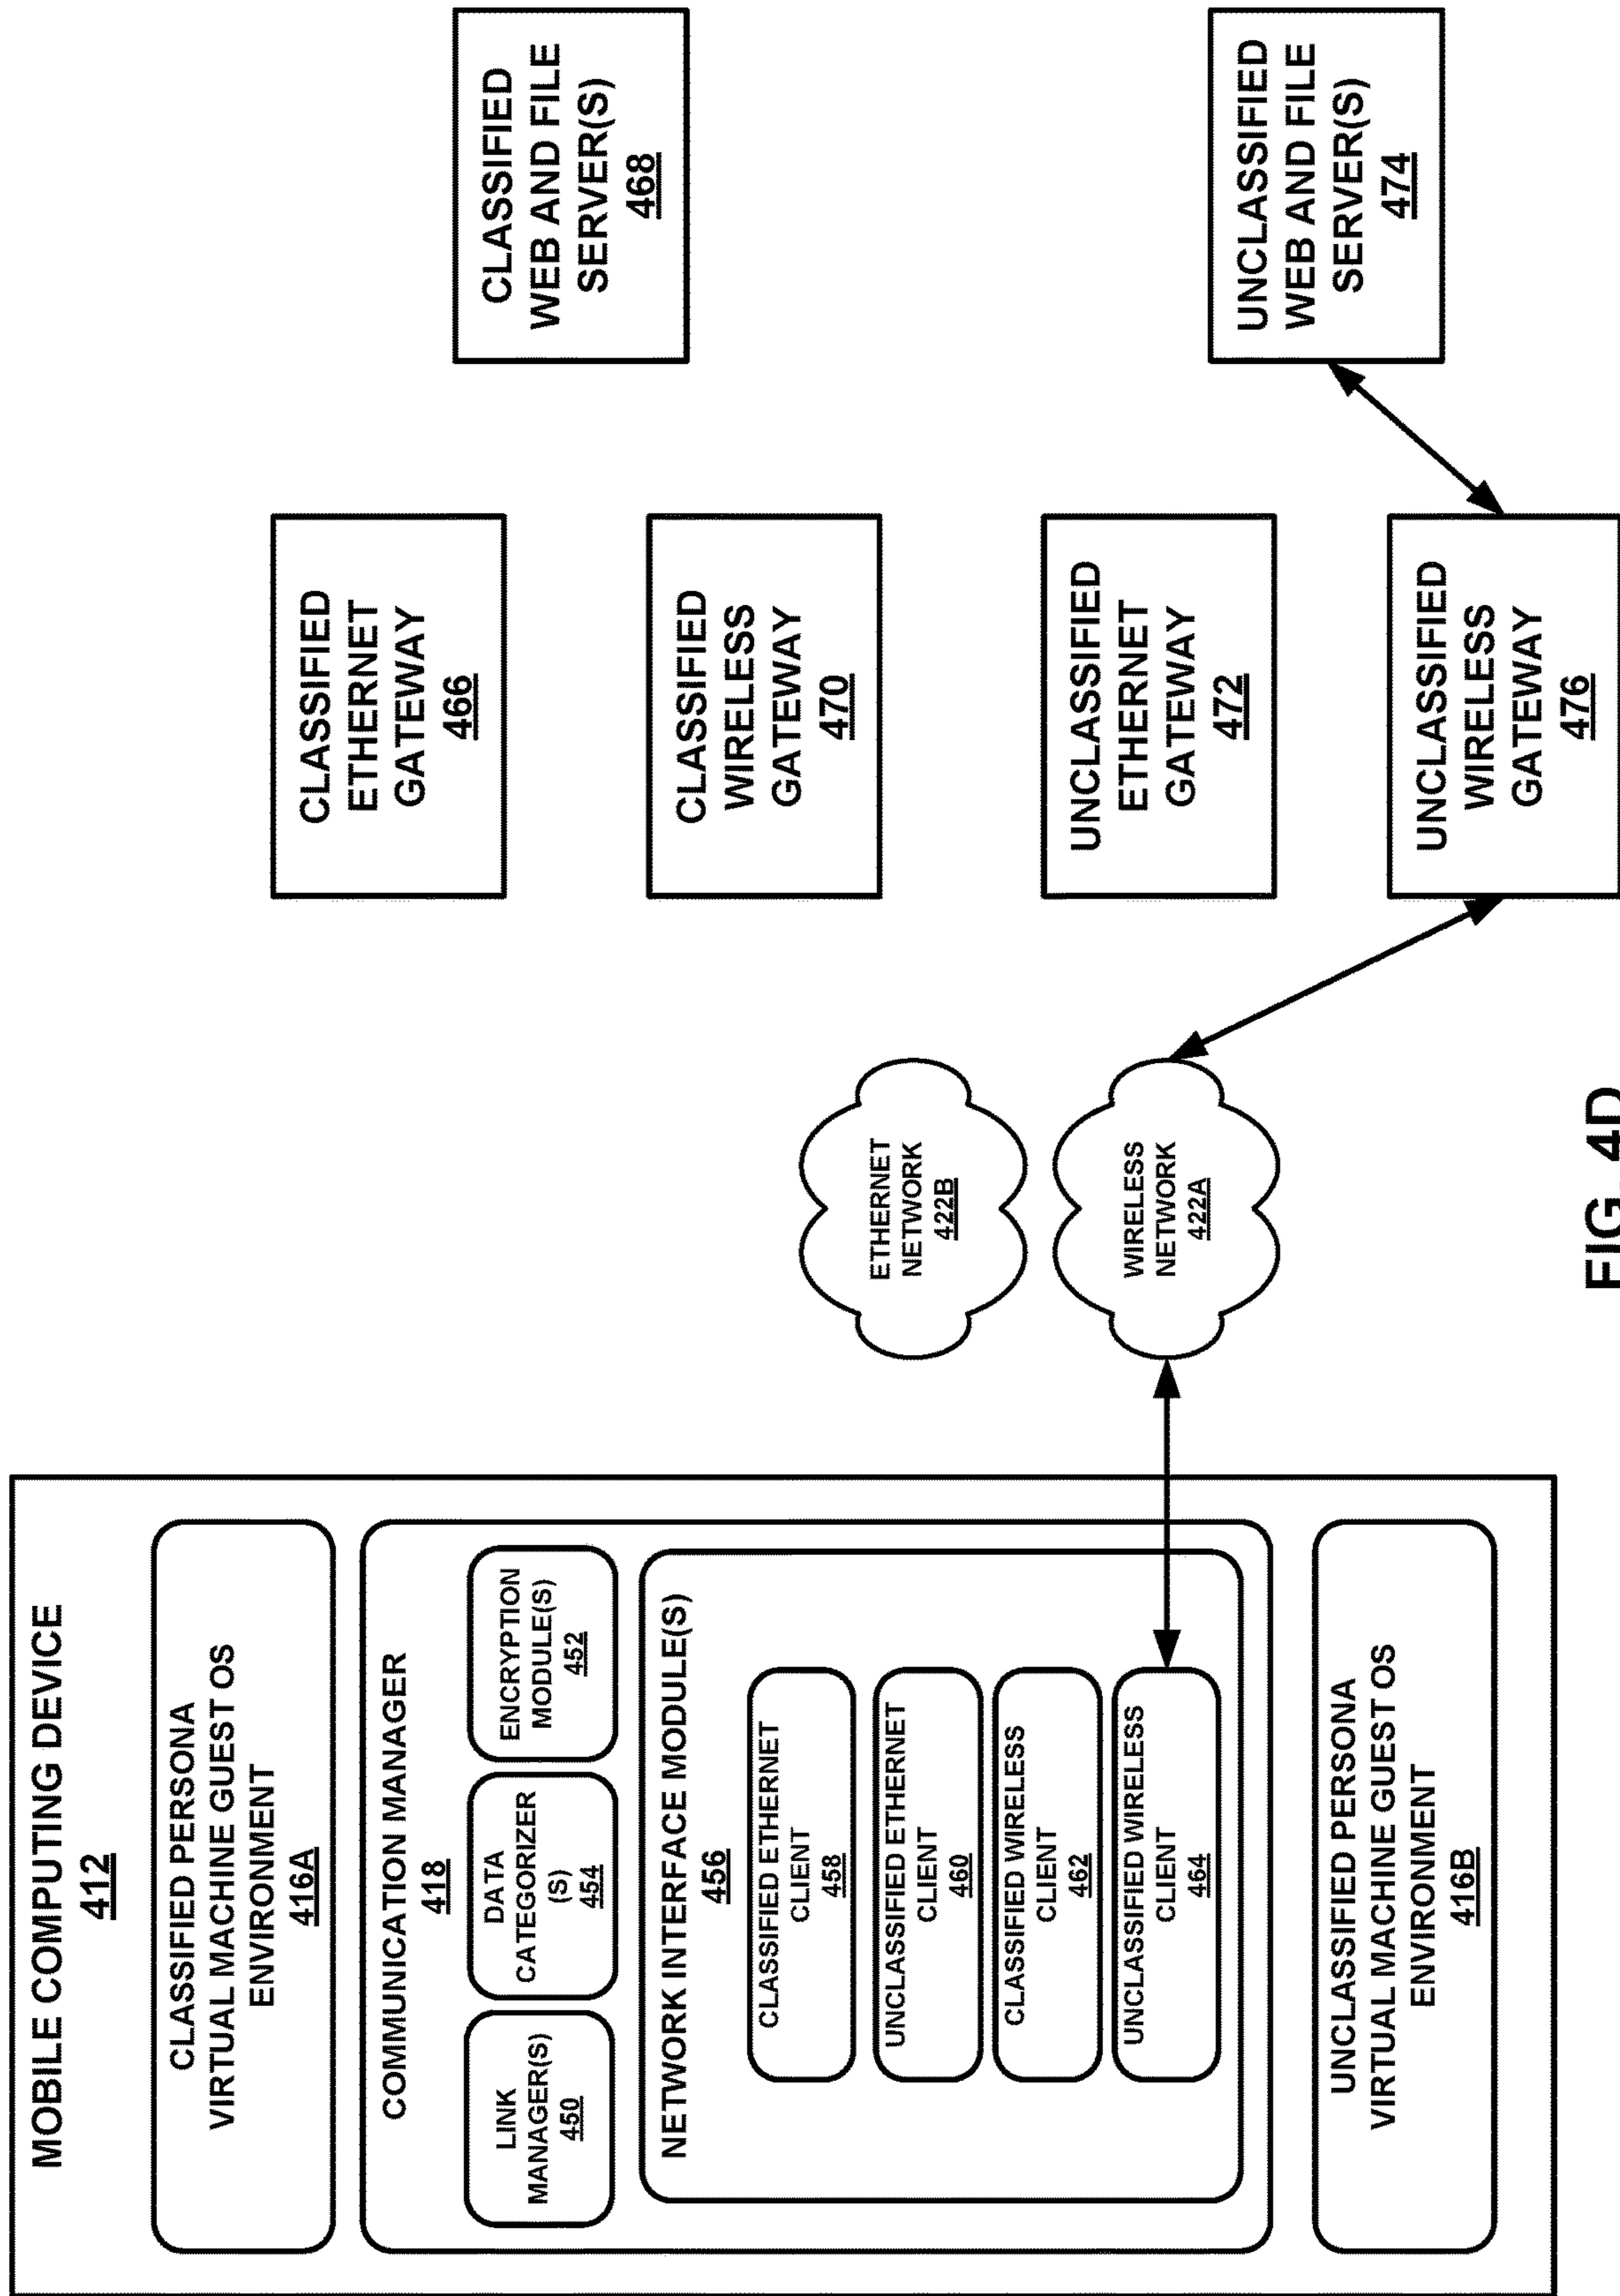 MOBILE COMPUTING DEVICE
412
CLASSIFIED PERSONA
VIRTUAL MACHINE GUEST OS
ENVIRONMENT
416A
COMMUNICATION MANAGER
418
LINK
MANAGER(S)
450
DATA
CATEGORIZER
(S)
454
ENCRYPTION
MODULE(S)
452
NETWORK INTERFACE MODULE(S)
456
CLASSIFIED ETHERNET
CLIENT
458
UNCLASSIFIED ETHERNET
CLIENT
460
CLASSIFIED WIRELESS
CLIENT
462
UNCLASSIFIED WIRELESS
CLIENT
464
UNCLASSIFIED PERSONA
VIRTUAL MACHINE GUEST OS
ENVIRONMENT
416B
ETHERNET
NETWORK
422B
WIRELESS
NETWORK
422A
CLASSIFIED
ETHERNET
GATEWAY
466
CLASSIFIED
WIRELESS
GATEWAY
470
UNCLASSIFIED
ETHERNET
GATEWAY
472
UNCLASSIFIED
WIRELESS
GATEWAY
476
CLASSIFIED
WEB AND FILE
SERVER(S)
468
UNCLASSIFIED
WEB AND FILE
SERVER(S)
474
FIG. 4D